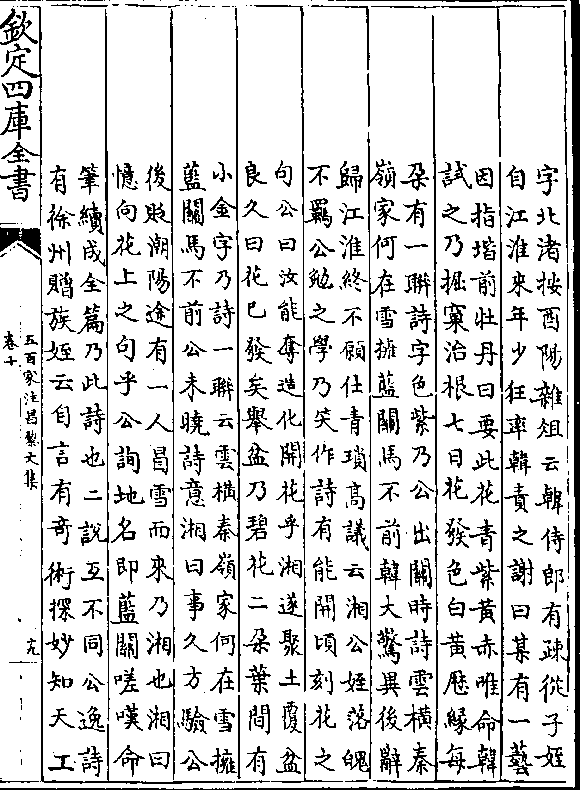 字北渚按酉陽雜俎云韓侍郎有疎從子姪
自江淮來年少狂率韓責之謝曰某有一藝
因指堦前牡丹曰要此花青紫黄赤唯命韓
試之乃掘窠治根七日花發色白黄歴緣每
朶有一聮詩字色紫乃公出關時詩雲橫秦
嶺家何在雪擁藍關馬不前韓大驚異後辭
歸江淮終不願仕青瑣髙議云湘公姪落魄
不羈公勉之學乃笑作詩有能開頃刻花之
句公曰汝能奪造化開花乎湘遂聚土覆盆
良久曰花已發矣舉盆乃碧花二朶葉間有
小金字乃詩一聮云雲橫秦嶺家何在雪擁
藍關馬不前公未曉詩意湘曰事久方驗公
後貶潮陽途有一人冒雪而來乃湘也湘曰
憶向花上之句乎公詢地名即藍關嗟嘆命
筆續成全篇乃此詩也二說互不同公逸詩
有徐州贈族姪云自言有奇術探妙知天工
欽定四庫全書
五百家注昌黎文集
卷十
十九